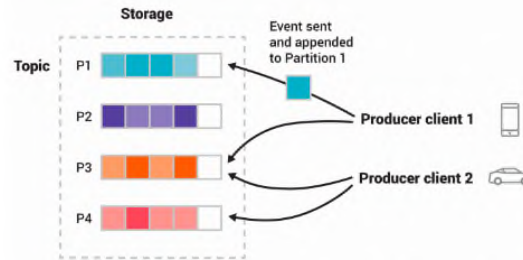 Storage
Event sent
and appended
to Partition 1
Topic
P1
P2
Producer client 1
P3
Producer client 2
P4